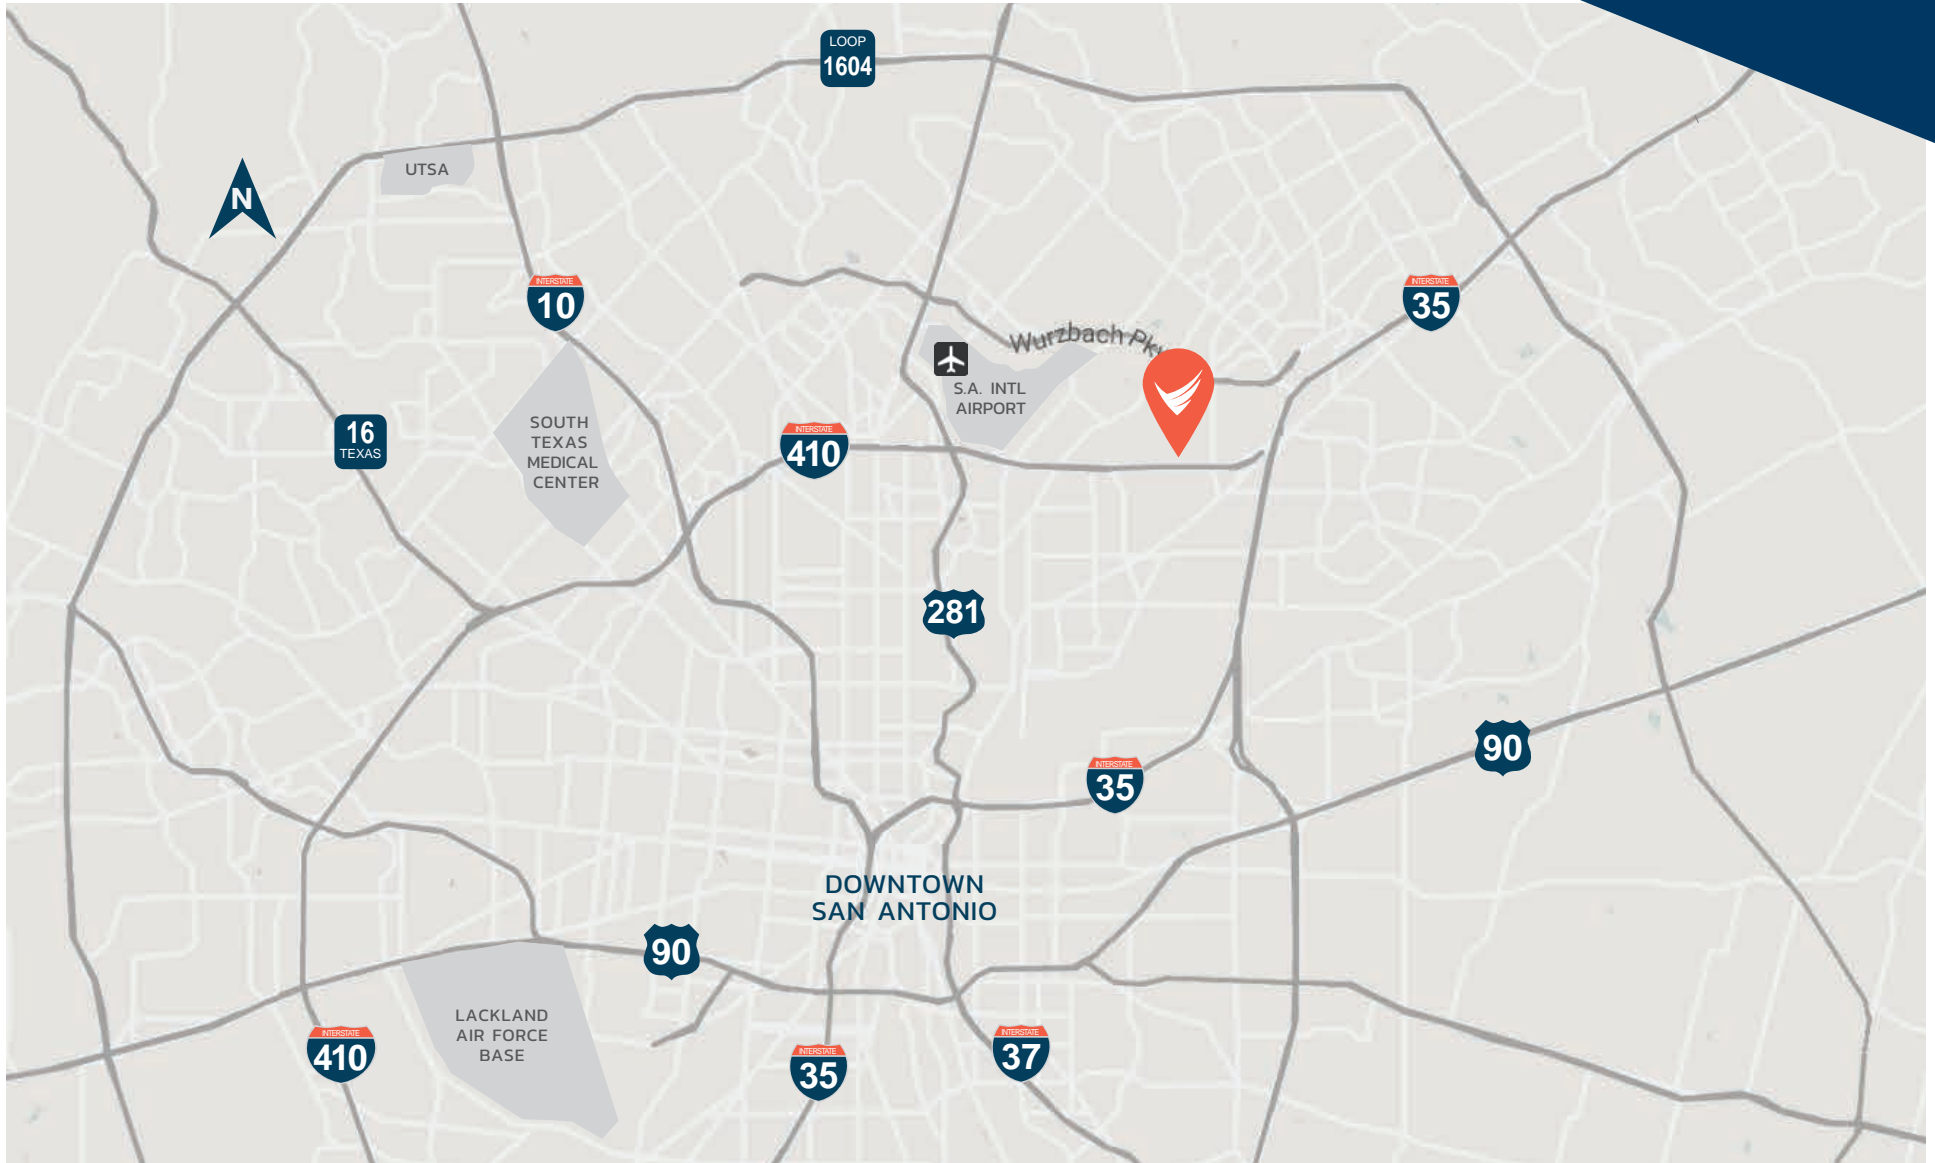 LOOP
1604
UTSA
N
INTERSTATE
10
INTERSTATE
35
Wurzbach Pkwy
S.A. INTL
AIRPORT
16
TEXAS
SOUTH
TEXAS
MEDICAL
CENTER
INTERSTATE
410
281
90
INTERSTATE
35
DOWNTOWN
SAN ANTONIO
90
LACKLAND
AIR FORCE
BASE
INTERSTATE
410
INTERSTATE
35
INTERSTATE
37